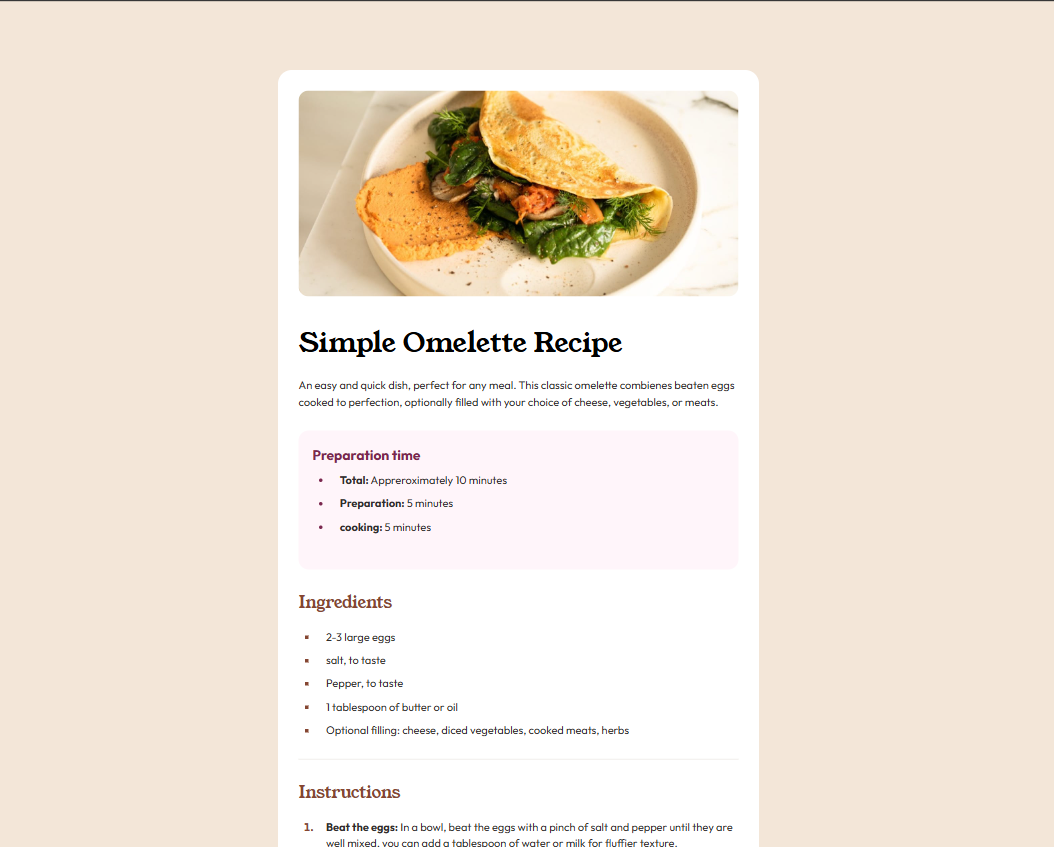 Simple Omelette Recipe
An easy and quick dish, perfect for any meal. This classic omelette combienes beaten eggs
cooked to perfection, optionally filled with your choice of cheese, vegetables, or meats.
Preparation time
• Total: Appreroximately 10 minutes
• Preparation: 5 minutes
• cooking: 5 minutes
Ingredients
▪ 2-3 large eggs
▪ salt, to taste
▪ Pepper, to taste
▪ 1 tablespoon of butter or oil
▪ Optional filling: cheese, diced vegetables, cooked meats, herbs
Instructions
1. Beat the eggs: In a bowl, beat the eggs with a pinch of salt and pepper until they are
well mixed. you can add a tablespoon of water or milk for fluffier texture.